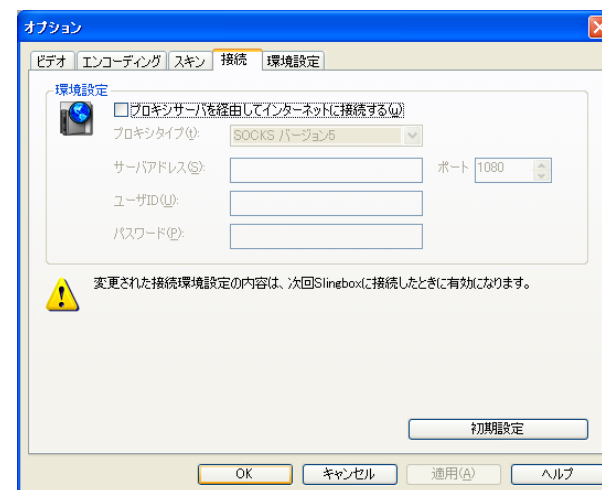 オプション
ビデオ エンコーディング スキン 接続 環境設定
環境設定
プロキシサーバを経由してインターネットに接続する(u)
プロキシタイプ(t): SOCKS バージョン5
サーバアドレス(S): ポート 1080
ユーザID(U):
パスワード(P):
変更された接続環境設定の内容は、次回Slingboxに接続したときに有効になります。
初期設定
OK キャンセル 適用(A) ヘルプ